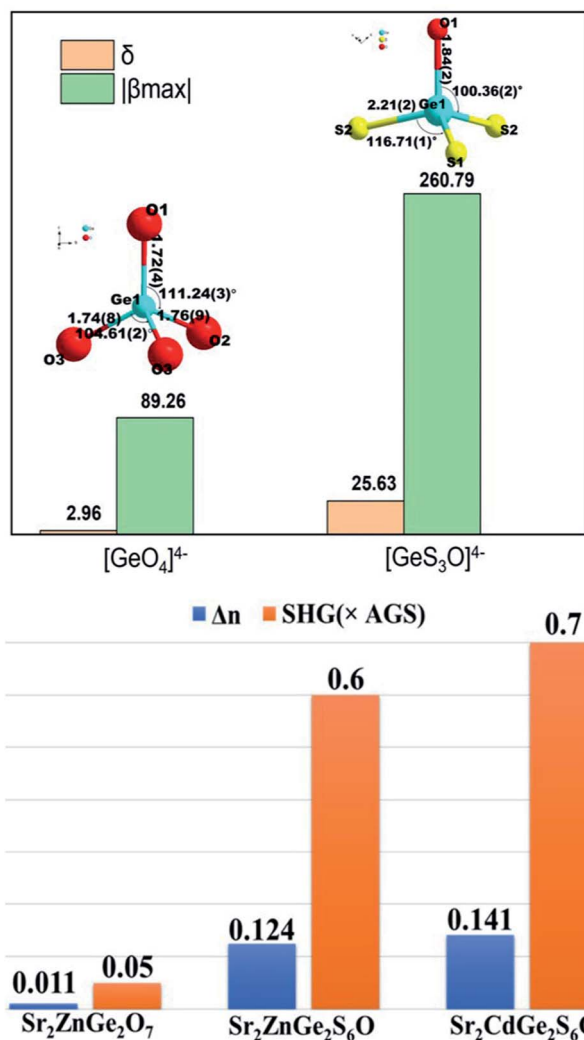 δ
|βmax|
O1
1.84(2)
2.21(2)
Ge1
100.36(2)°
S2
116.71(1)°
S2
S1
260.79
O1
1.72(4)
Ge1
111.24(3)°
1.74(8)
1.76(9)
104.61(2)°
O2
O3
O3
89.26
2.96
25.63
[GeO₄]⁴⁻
[GeS₃O]⁴⁻
Δn
SHG(× AGS)
0.7
0.6
0.124
0.141
0.011
0.05
Sr₂ZnGe₂O₇
Sr₂ZnGe₂S₆O
Sr₂CdGe₂S₆O